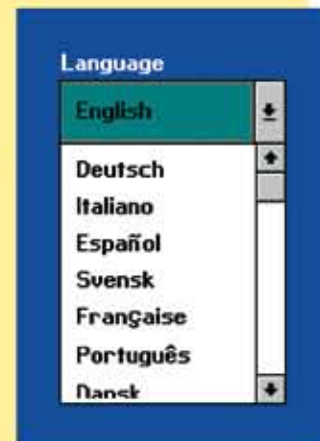 Language
English
Deutsch
Italiano
Español
Svensk
Française
Português
Dansk